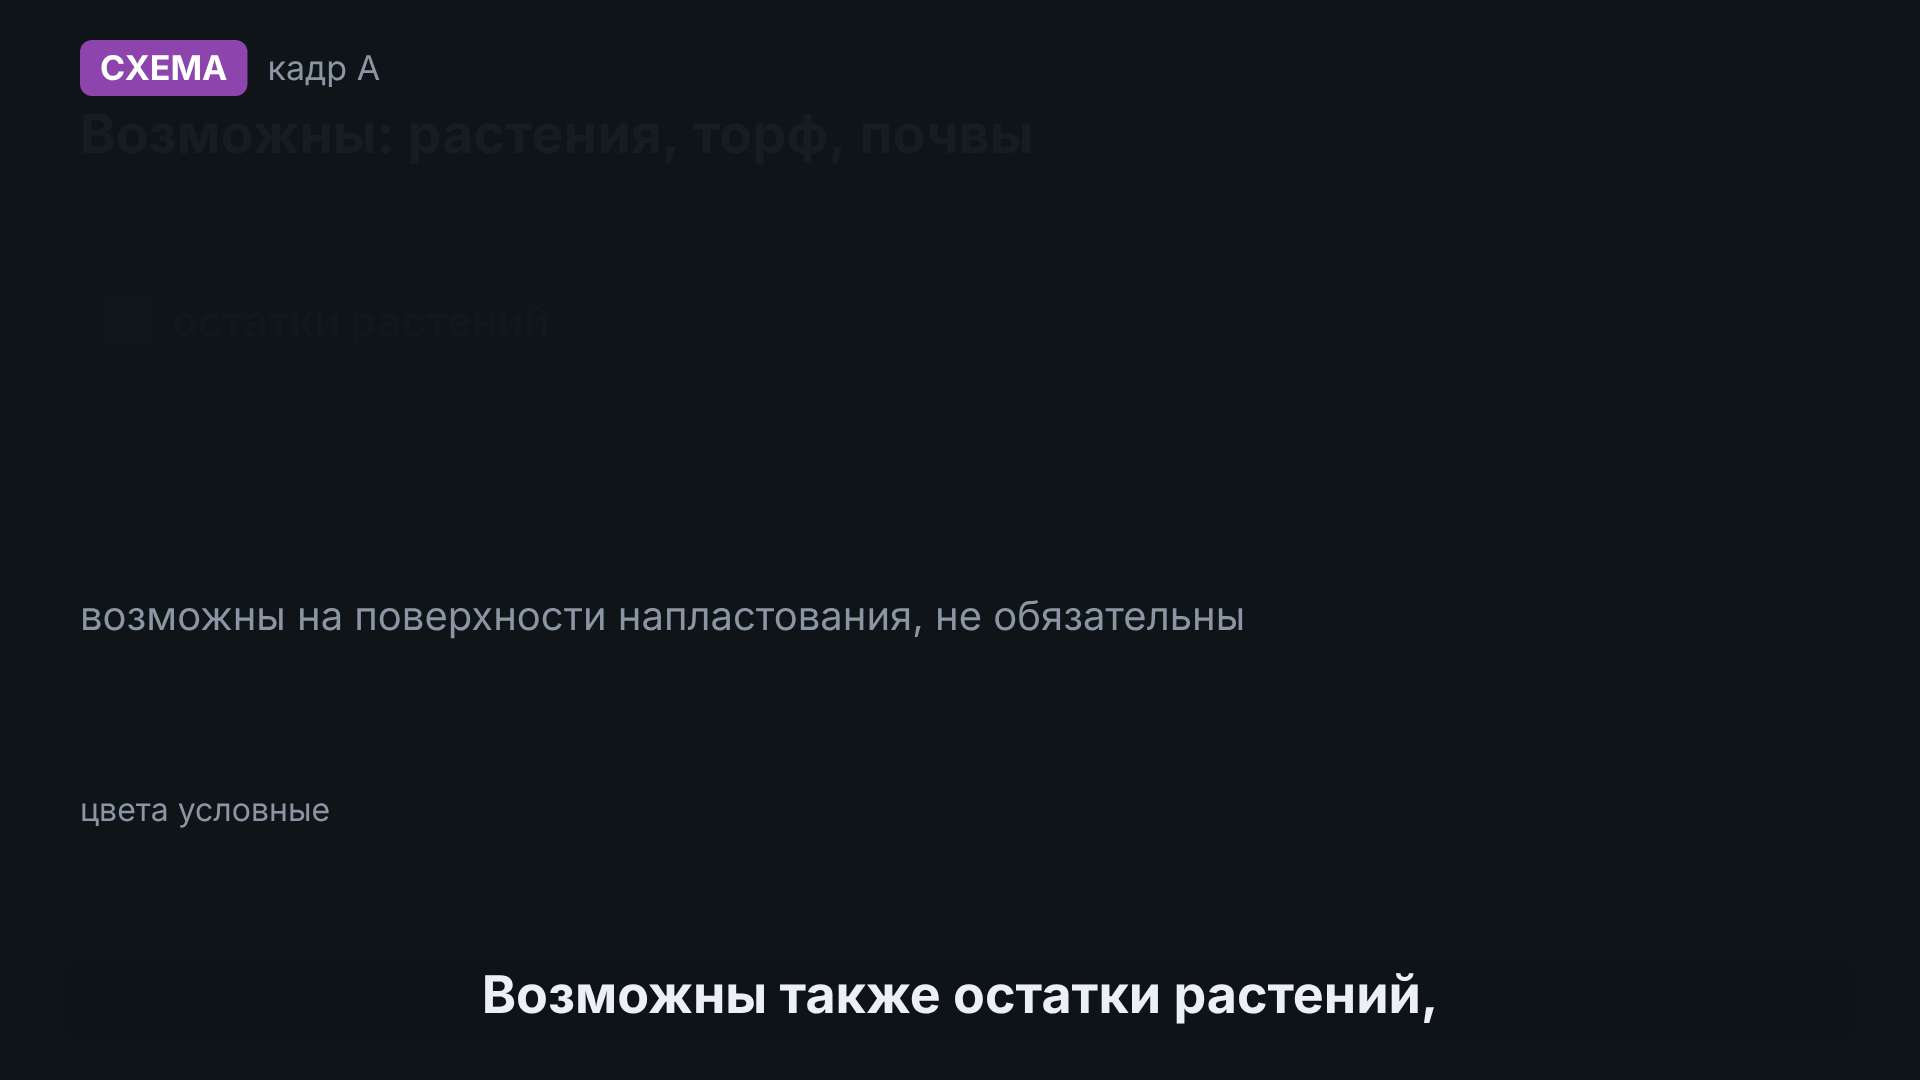 СХЕМА кадр А
Возможны: растения, торф, почвы
остатки растений
возможны на поверхности напластования, не обязательны
цвета условные
Возможны также остатки растений,